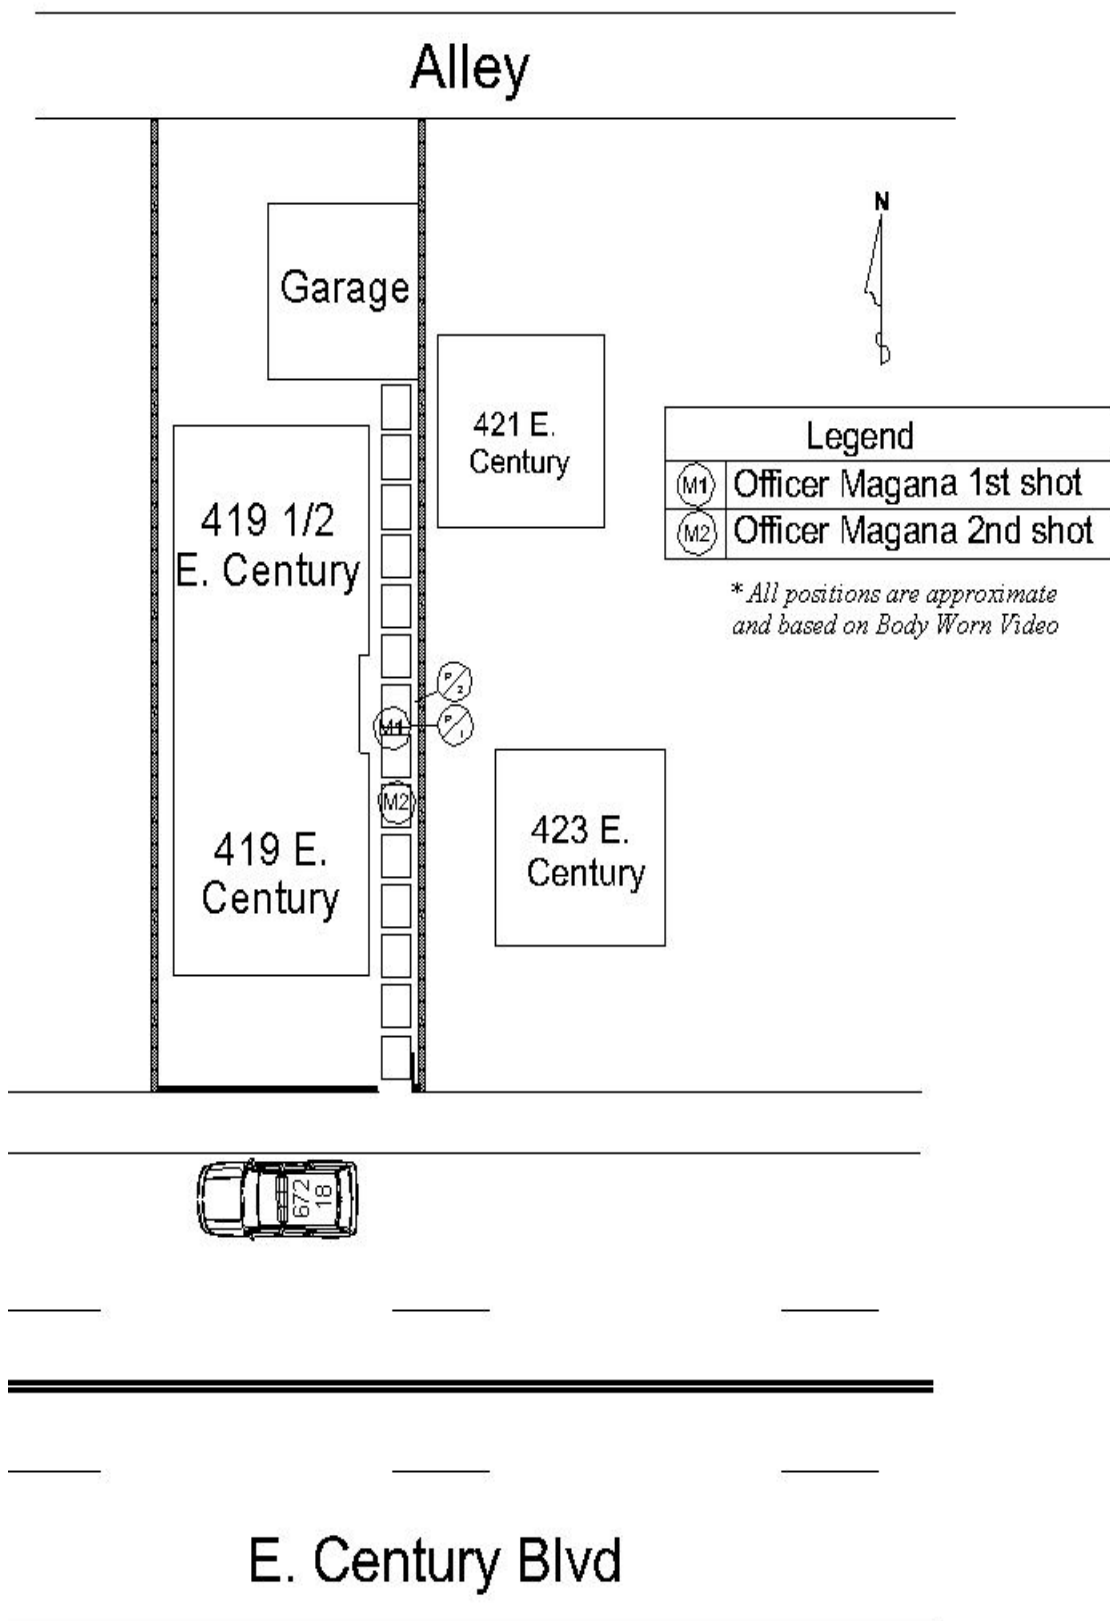 Alley
N
Garage
421 E.
Century
Legend
M1 Officer Magana 1st shot
M2 Officer Magana 2nd shot
* All positions are approximate
and based on Body Worn Video
419 1/2
E. Century
P/2
M1
P/1
M2
419 E.
Century
423 E.
Century
672
18
E. Century Blvd